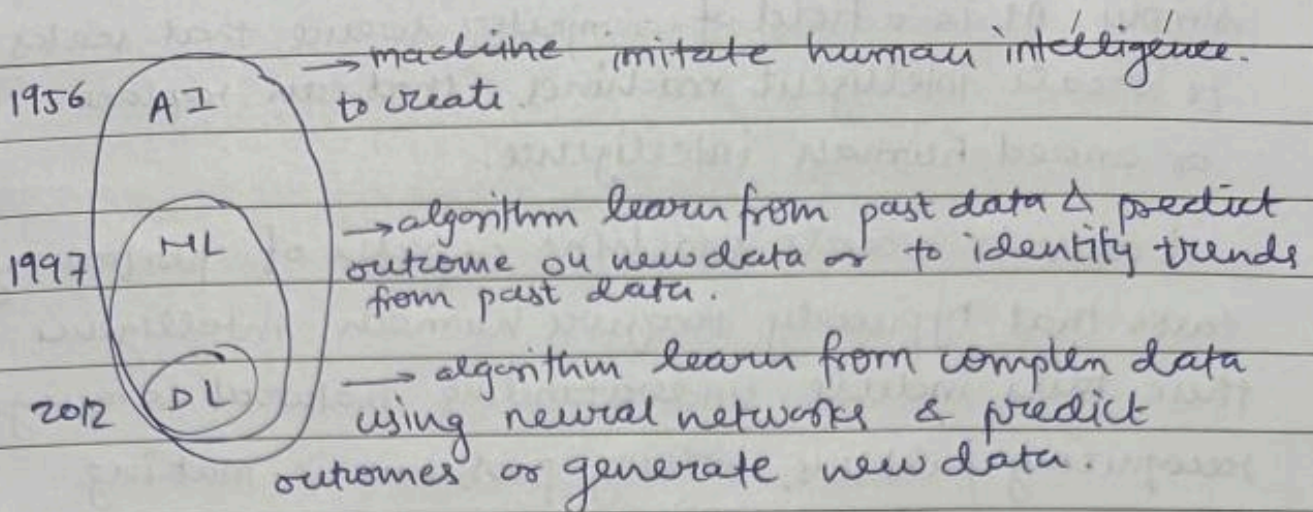 → machine imitate human intelligence.
1956 AI to create
→ algorithm learn from past data & predict
ML outcome on new data or to identity trends
1997 from past data.
→ algorithm learn from complex data
2012 DL using neural networks & predict
outcomes or generate new data.